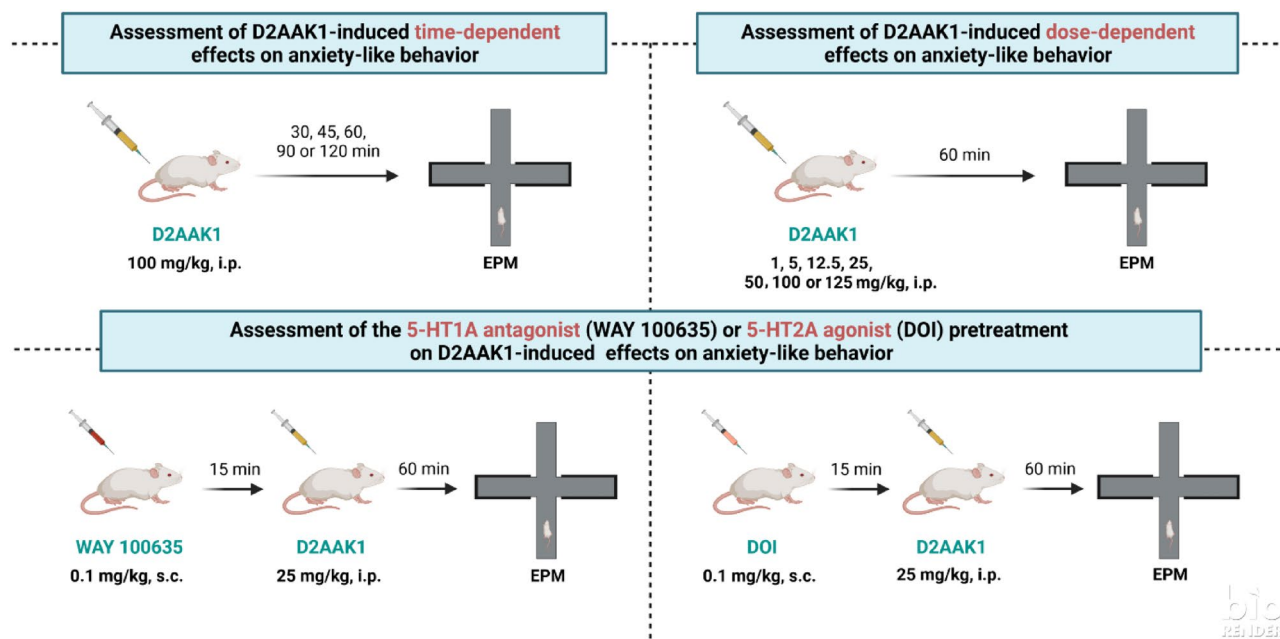 Assessment of D2AAK1-induced time-dependent
effects on anxiety-like behavior
30, 45, 60,
90 or 120 min
D2AAK1
100 mg/kg, i.p.
EPM
Assessment of D2AAK1-induced dose-dependent
effects on anxiety-like behavior
60 min
D2AAK1
1, 5, 12.5, 25,
50, 100 or 125 mg/kg, i.p.
EPM
Assessment of the 5-HT1A antagonist (WAY 100635) or 5-HT2A agonist (DOI) pretreatment
on D2AAK1-induced effects on anxiety-like behavior
15 min
60 min
WAY 100635
0.1 mg/kg, s.c.
D2AAK1
25 mg/kg, i.p.
EPM
15 min
60 min
DOI
0.1 mg/kg, s.c.
D2AAK1
25 mg/kg, i.p.
EPM
bio
RENDER